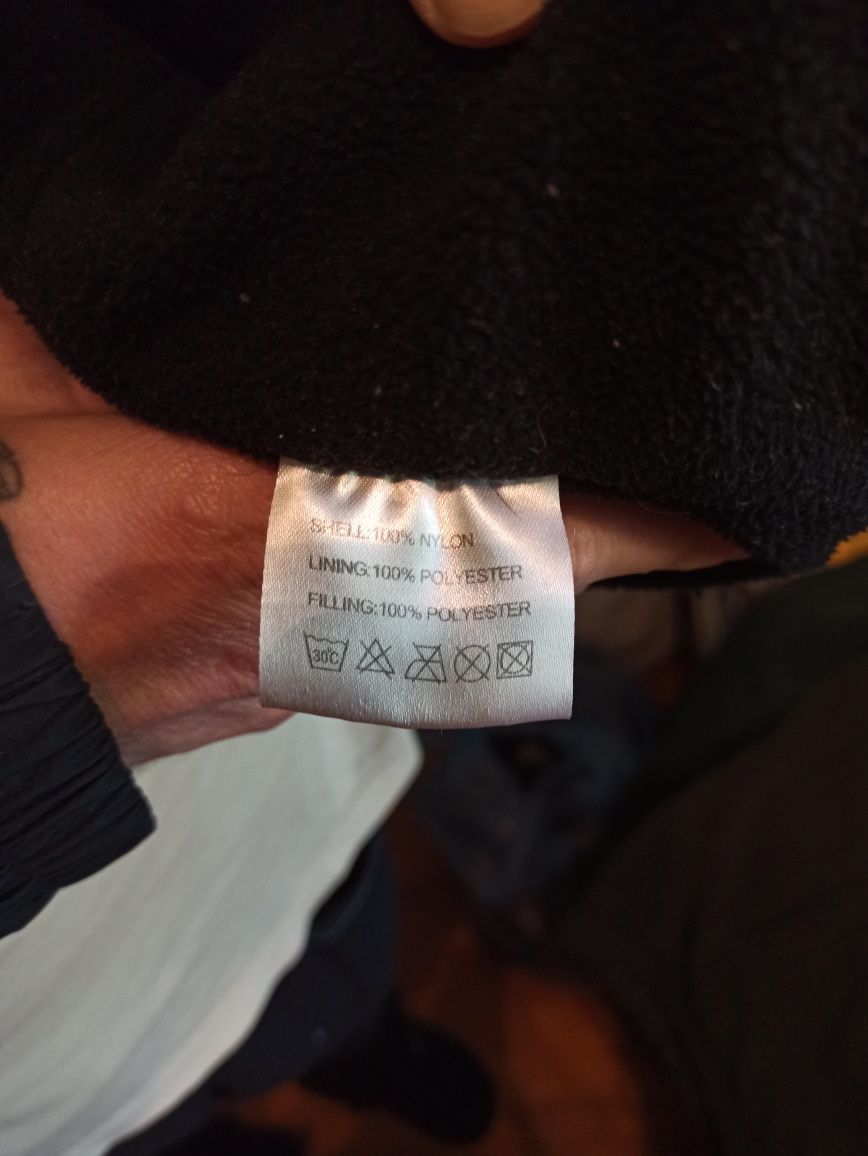 SHELL:100% NYLON
LINING:100% POLYESTER
FILLING:100% POLYESTER
30°C